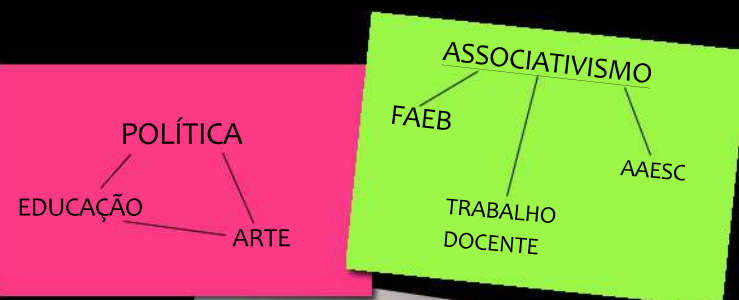 POLÍTICA
EDUCAÇÃO
ARTE
ASSOCIATIVISMO
FAEB
AAESC
TRABALHO
DOCENTE